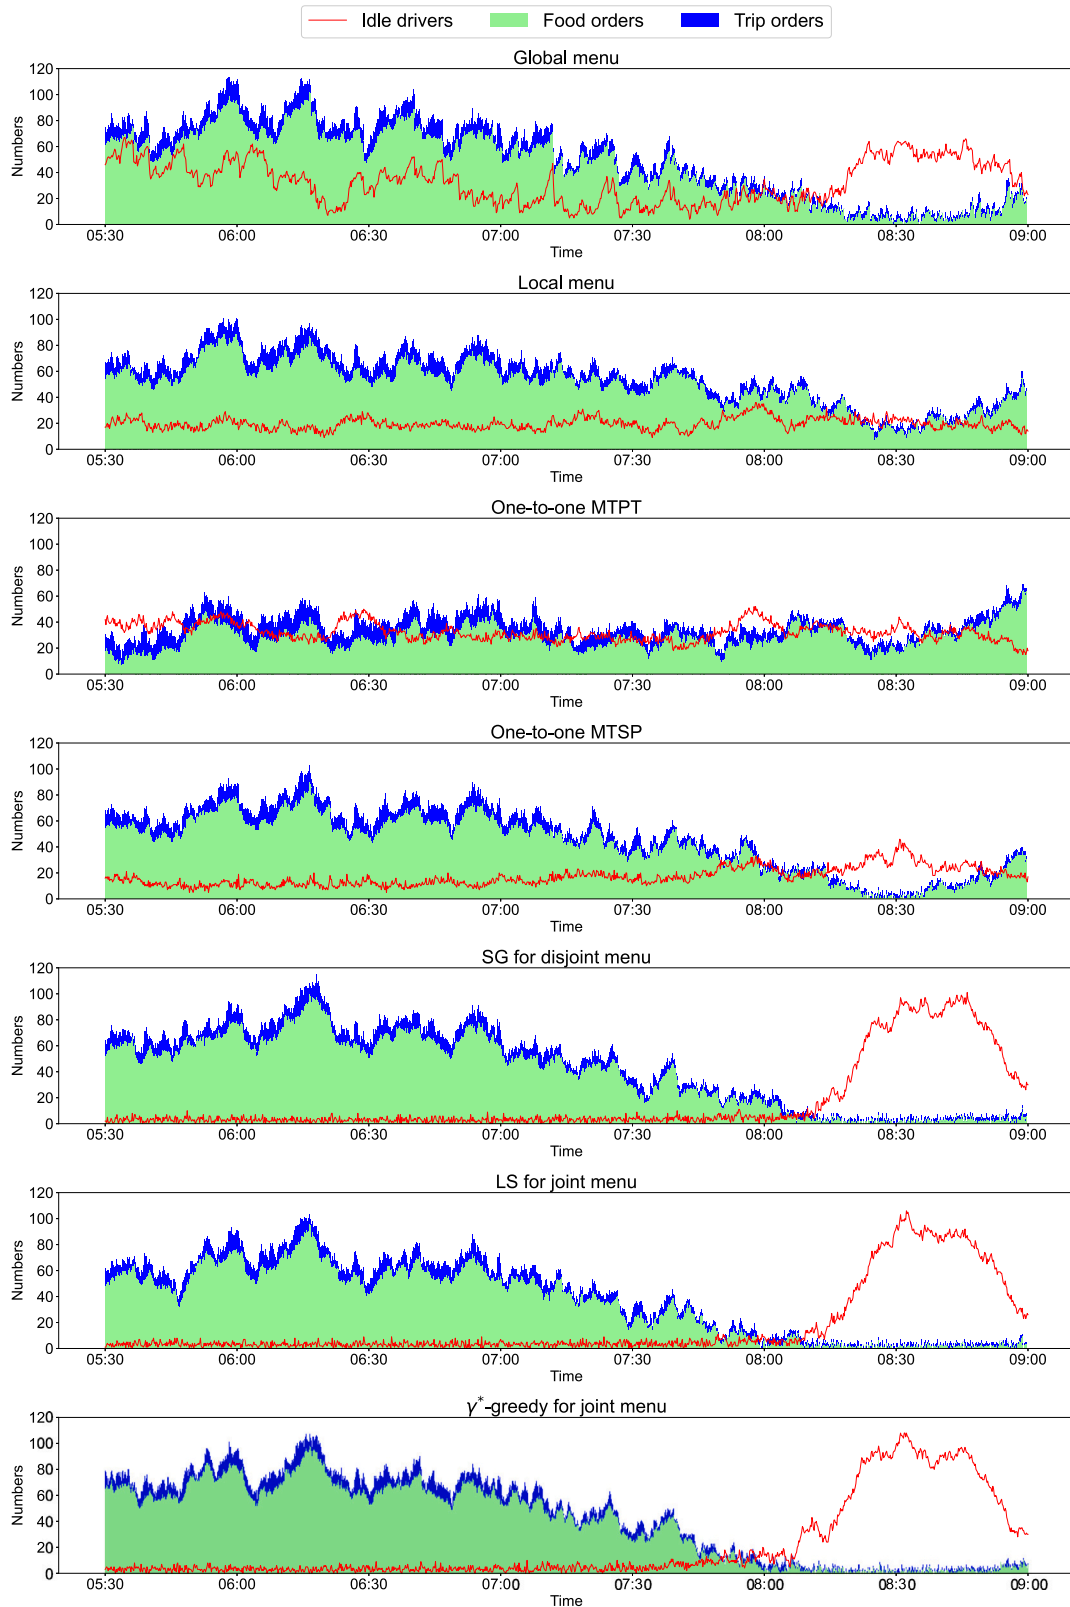 Idle drivers Food orders Trip orders
Global menu
120
100
80
60
40
20
0
Numbers
05:30 06:00 06:30 07:00 07:30 08:00 08:30 09:00
Time
Local menu
120
100
80
60
40
20
0
Numbers
05:30 06:00 06:30 07:00 07:30 08:00 08:30 09:00
Time
One-to-one MTPT
120
100
80
60
40
20
0
Numbers
05:30 06:00 06:30 07:00 07:30 08:00 08:30 09:00
Time
One-to-one MTSP
120
100
80
60
40
20
0
Numbers
05:30 06:00 06:30 07:00 07:30 08:00 08:30 09:00
Time
SG for disjoint menu
120
100
80
60
40
20
0
Numbers
05:30 06:00 06:30 07:00 07:30 08:00 08:30 09:00
Time
LS for joint menu
120
100
80
60
40
20
0
Numbers
05:30 06:00 06:30 07:00 07:30 08:00 08:30 09:00
Time
γ*-greedy for joint menu
120
100
80
60
40
20
0
Numbers
05:30 06:00 06:30 07:00 07:30 08:00 08:30 09:00
Time